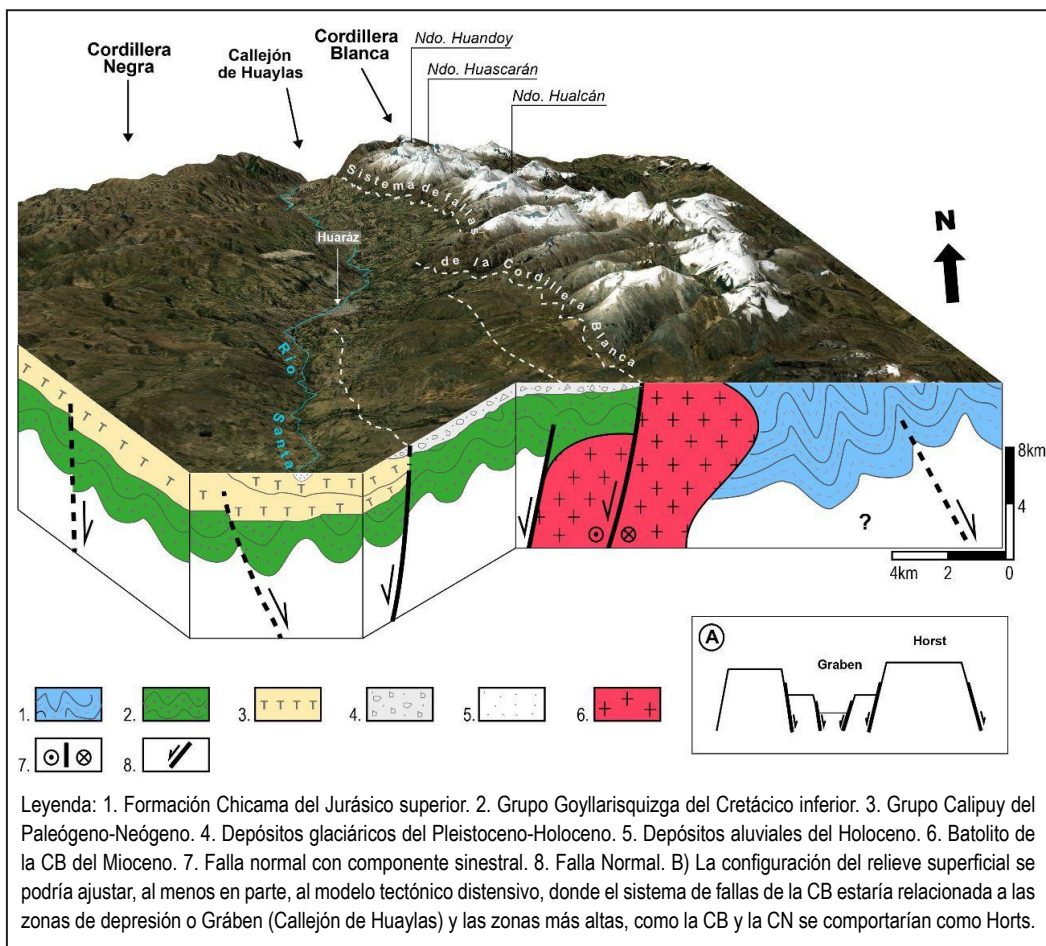 Cordillera
Negra
Callejón
de Huaylas
Cordillera
Blanca
Ndo. Huandoy
Ndo. Huascarán
Ndo. Hualcán
Sistema de fallas
de la Cordillera Blanca
Huaráz
Río
Santa
N
8km
4
?
4km 2 0
A
Horst
Graben
1.
2.
3.
4.
5.
6.
7.
8.
Leyenda: 1. Formación Chicama del Jurásico superior. 2. Grupo Goyllarisquizga del Cretácico inferior. 3. Grupo Calipuy del
Paleógeno-Neógeno. 4. Depósitos glaciáricos del Pleistoceno-Holoceno. 5. Depósitos aluviales del Holoceno. 6. Batolito de
la CB del Mioceno. 7. Falla normal con componente sinestral. 8. Falla Normal. B) La configuración del relieve superficial se
podría ajustar, al menos en parte, al modelo tectónico distensivo, donde el sistema de fallas de la CB estaría relacionada a las
zonas de depresión o Gráben (Callejón de Huaylas) y las zonas más altas, como la CB y la CN se comportarían como Horts.